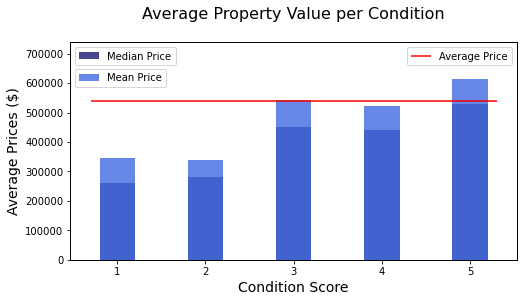 Average Property Value per Condition
Median Price
Mean Price
Average Price
Average Prices ($)
700000
600000
500000
400000
300000
200000
100000
0
1 2 3 4 5
Condition Score